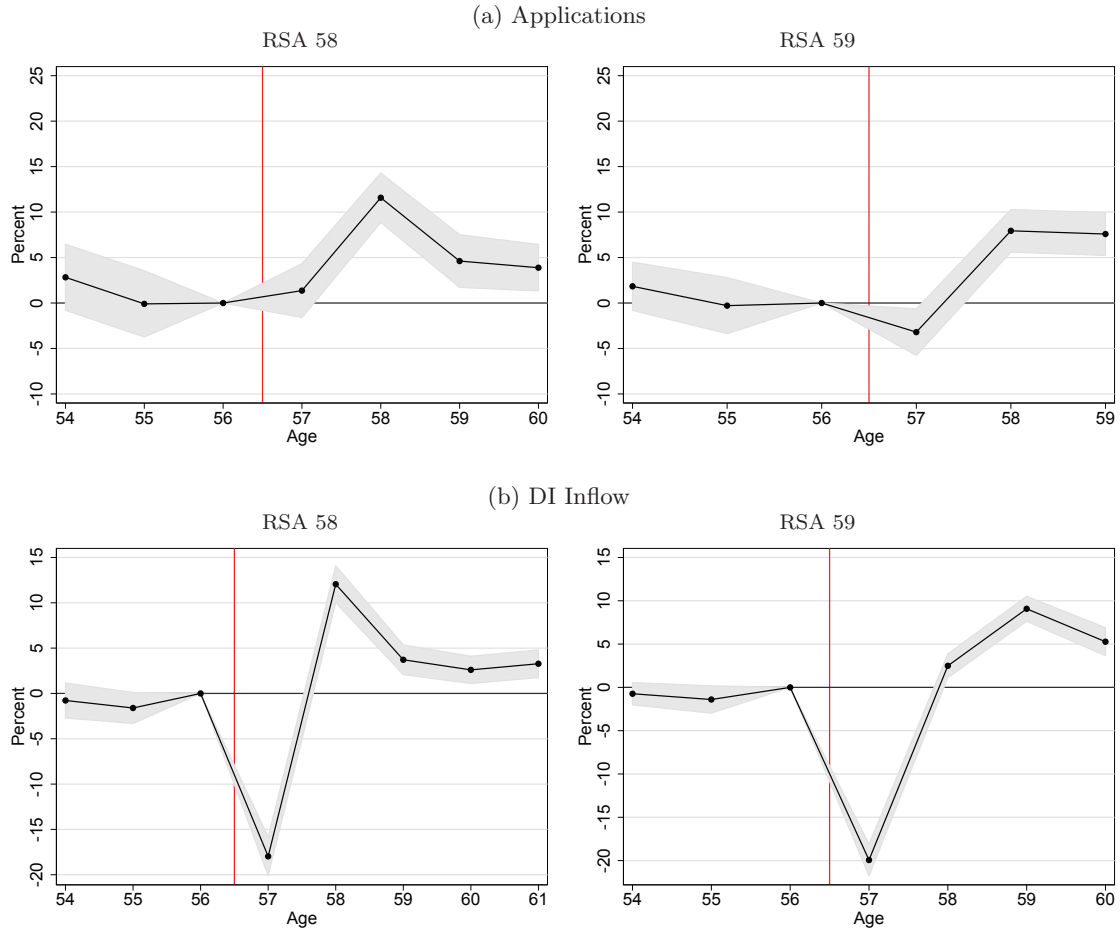 (a) Applications
RSA 58 RSA 59
Percent
25
20
15
10
5
0
-5
-10
54 55 56 57 58 59 60
Age
Percent
25
20
15
10
5
0
-5
-10
54 55 56 57 58 59
Age
(b) DI Inflow
RSA 58 RSA 59
Percent
15
10
5
0
-5
-10
-15
-20
54 55 56 57 58 59 60 61
Age
Percent
15
10
5
0
-5
-10
-15
-20
54 55 56 57 58 59 60
Age